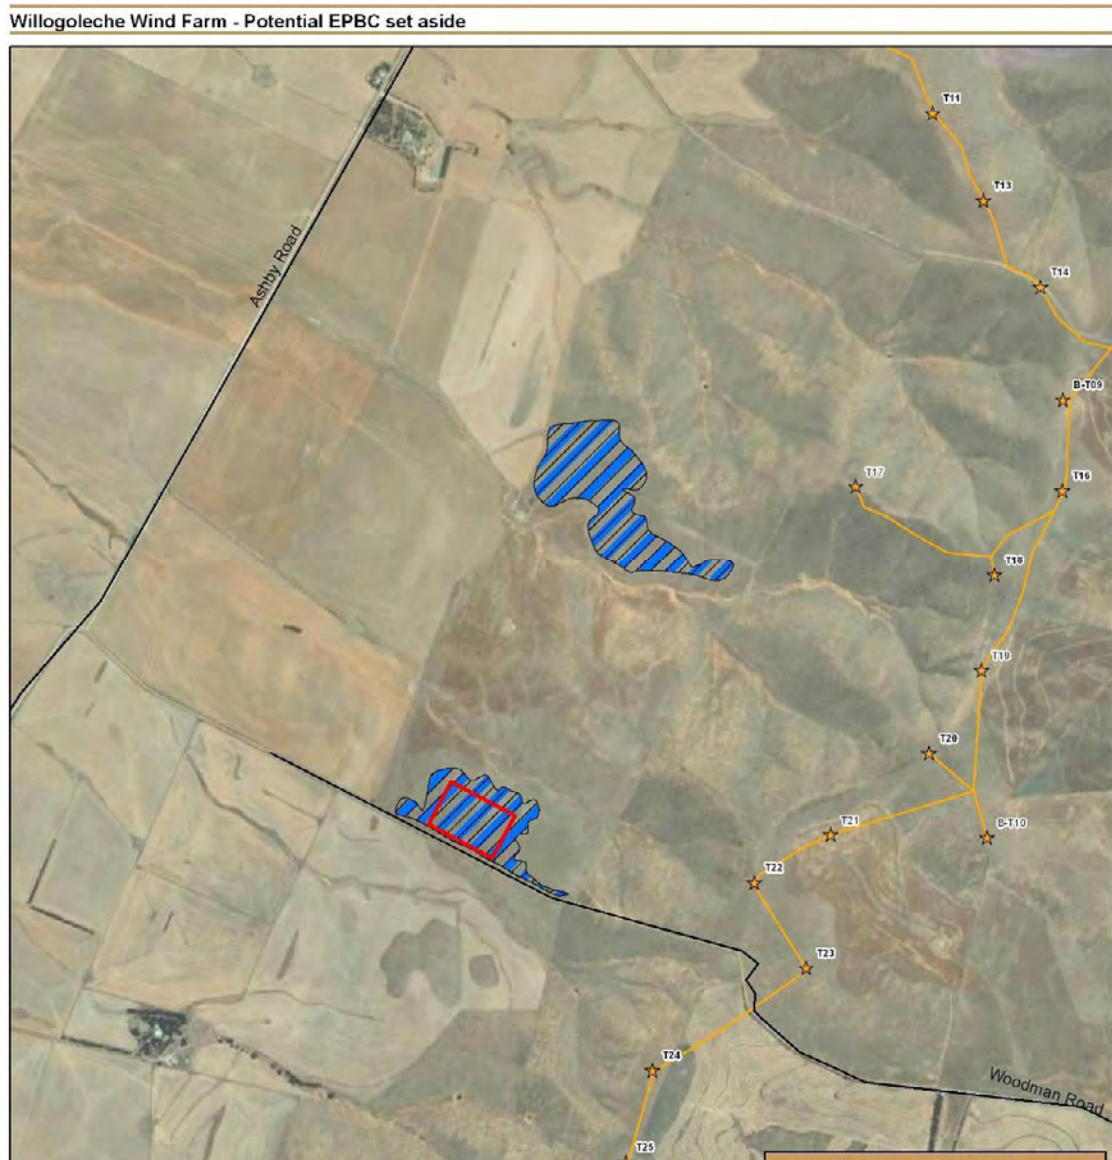 Willogoleche Wind Farm - Potential EPBC set aside
T11
T13
Ashby Road
T14
B-T09
T17
T16
T18
T19
T20
T21
B-T10
T22
T23
T24
Woodman Road
T25